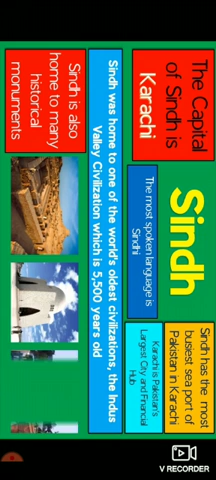 The Capital
of Sindh is
Karachi
Sindh
Sindh has the most
busiest sea port of
Pakistan in Karachi
The most spoken language is
Sindhi
Karachi is Pakistan's
Largest City and Financial
Hub
Sindh was home to one of the world's oldest civilizations, the Indus
Valley Civilization which is 5,500 years old
Sindh is also
home to many
historical
monuments
V RECORDER